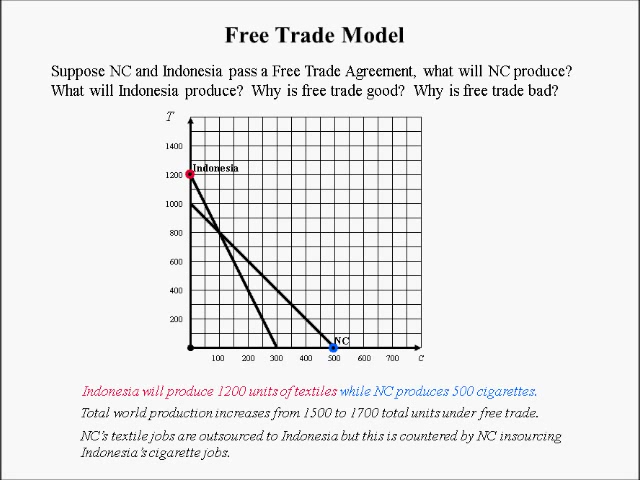 Free Trade Model
Suppose NC and Indonesia pass a Free Trade Agreement, what will NC produce?
What will Indonesia produce? Why is free trade good? Why is free trade bad?
T
1400
Indonesia
1200
1000
800
600
400
200
NC
100 200 300 400 500 600 700 C
Indonesia will produce 1200 units of textiles while NC produces 500 cigarettes.
Total world production increases from 1500 to 1700 total units under free trade.
NC's textile jobs are outsourced to Indonesia but this is countered by NC insourcing
Indonesia's cigarette jobs.